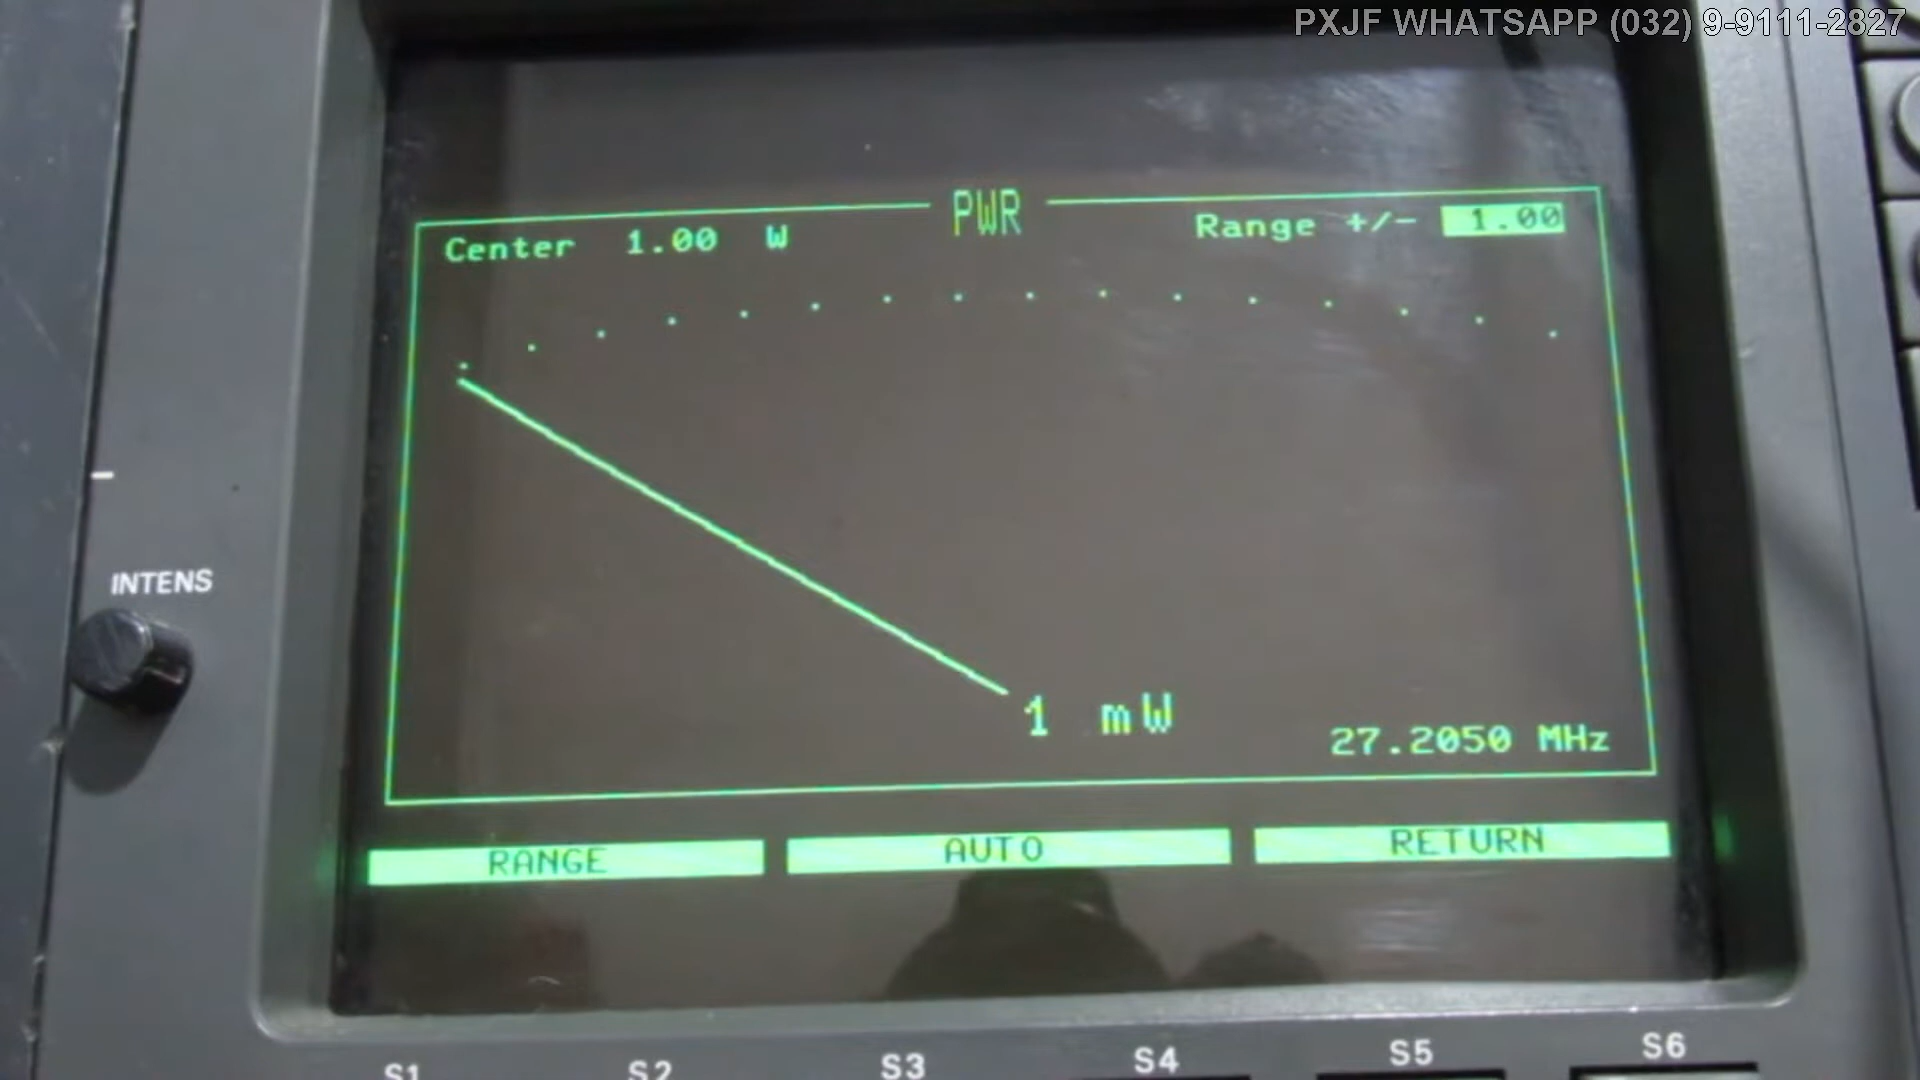 PXJF WHATSAPP (032) 9-9111-2827
PWR
Center 1.00 W
Range +/- 1.00
1 mW
27.2050 MHz
RANGE AUTO RETURN
INTENS
S1 S2 S3 S4 S5 S6